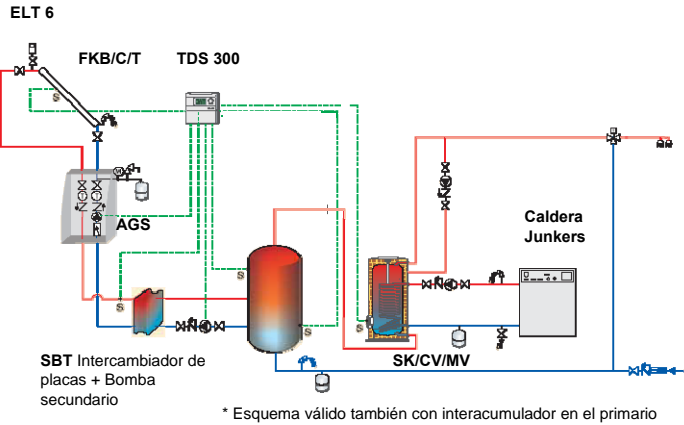 ELT 6
FKB/C/T
TDS 300
S
AGS
Caldera
Junkers
S
S
S
S
SBT Intercambiador de
placas + Bomba
secundario
SK/CV/MV
* Esquema válido también con interacumulador en el primario